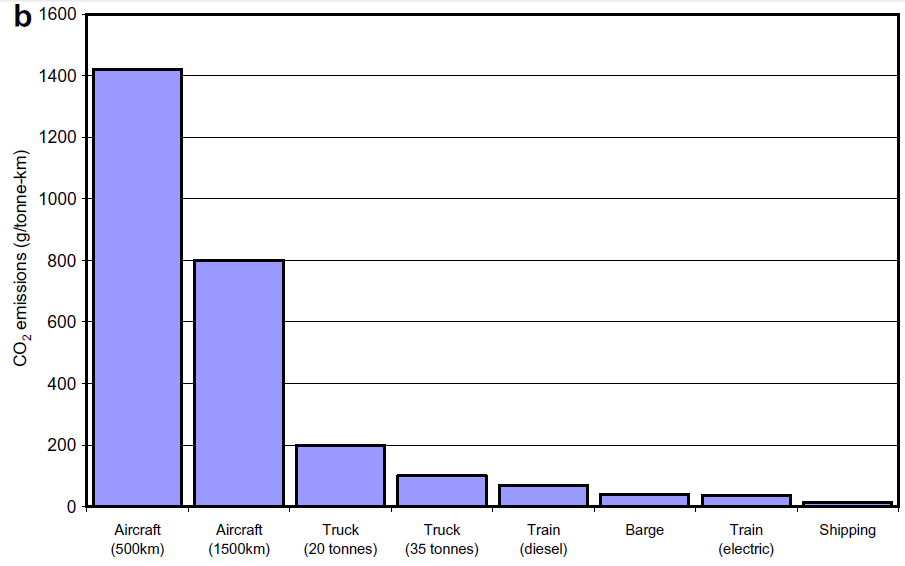 b
CO₂ emissions (g/tonne-km)
1600
1400
1200
1000
800
600
400
200
0
Aircraft
(500km)
Aircraft
(1500km)
Truck
(20 tonnes)
Truck
(35 tonnes)
Train
(diesel)
Barge
Train
(electric)
Shipping